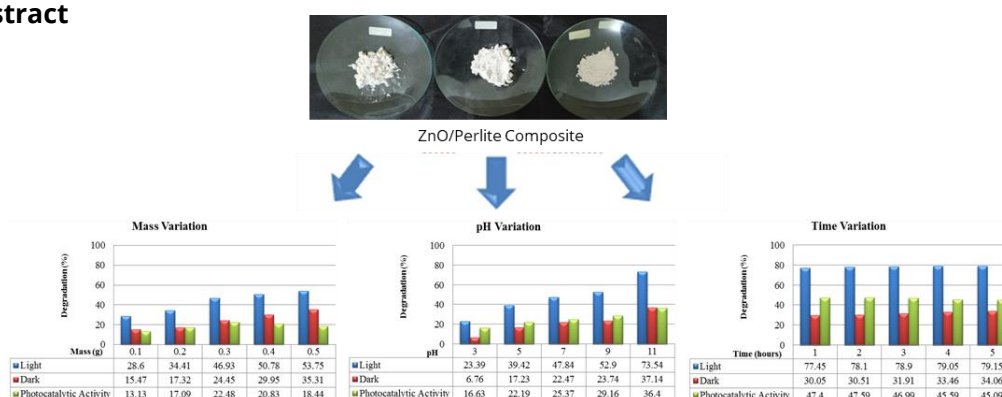 stract
ZnO/Perlite Composite
Mass Variation
Degradation(%)
100
80
60
40
20
0
Mass (g) 0.1 0.2 0.3 0.4 0.5
Light 28.6 34.41 46.93 50.78 53.75
Dark 15.47 17.32 24.45 29.95 35.31
Photocatalytic Activity 13.13 17.09 22.48 20.83 18.44
pH Variation
Degradation(%)
100
80
60
40
20
0
pH 3 5 7 9 11
Light 23.39 39.42 47.84 52.9 73.54
Dark 6.76 17.23 22.47 23.74 37.14
Photocatalytic Activity 16.63 22.19 25.37 29.16 36.4
Time Variation
Degradation(%)
100
80
60
40
20
0
Time (hours) 1 2 3 4 5
Light 77.45 78.1 78.9 79.05 79.15
Dark 30.05 30.51 31.91 33.46 34.06
Photocatalytic Activity 47.4 47.59 46.99 45.59 45.09